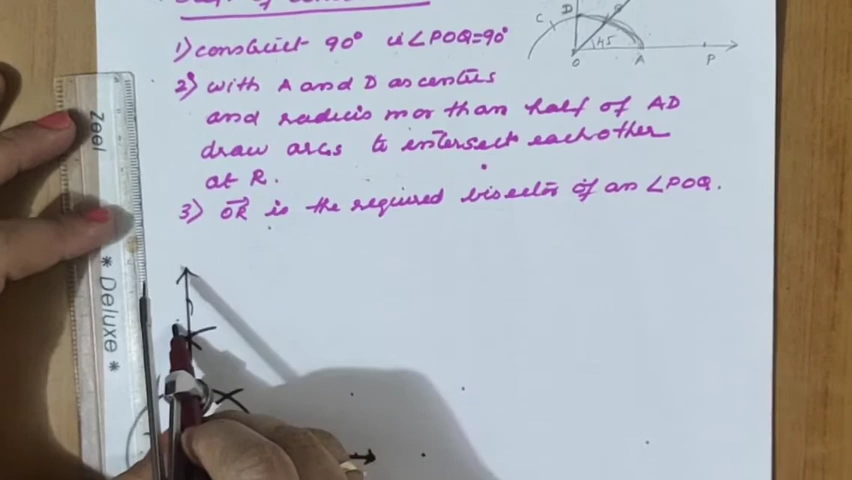 1) construct 90° ie ∠POQ=90°
2) with A and D as centres
and radius mor than half of AD
draw arcs to intersect each other
at R.
3) OR is the required bisector of an ∠POQ.
C
D
Q
45
O
A
P
Zeel
* Deluxe *